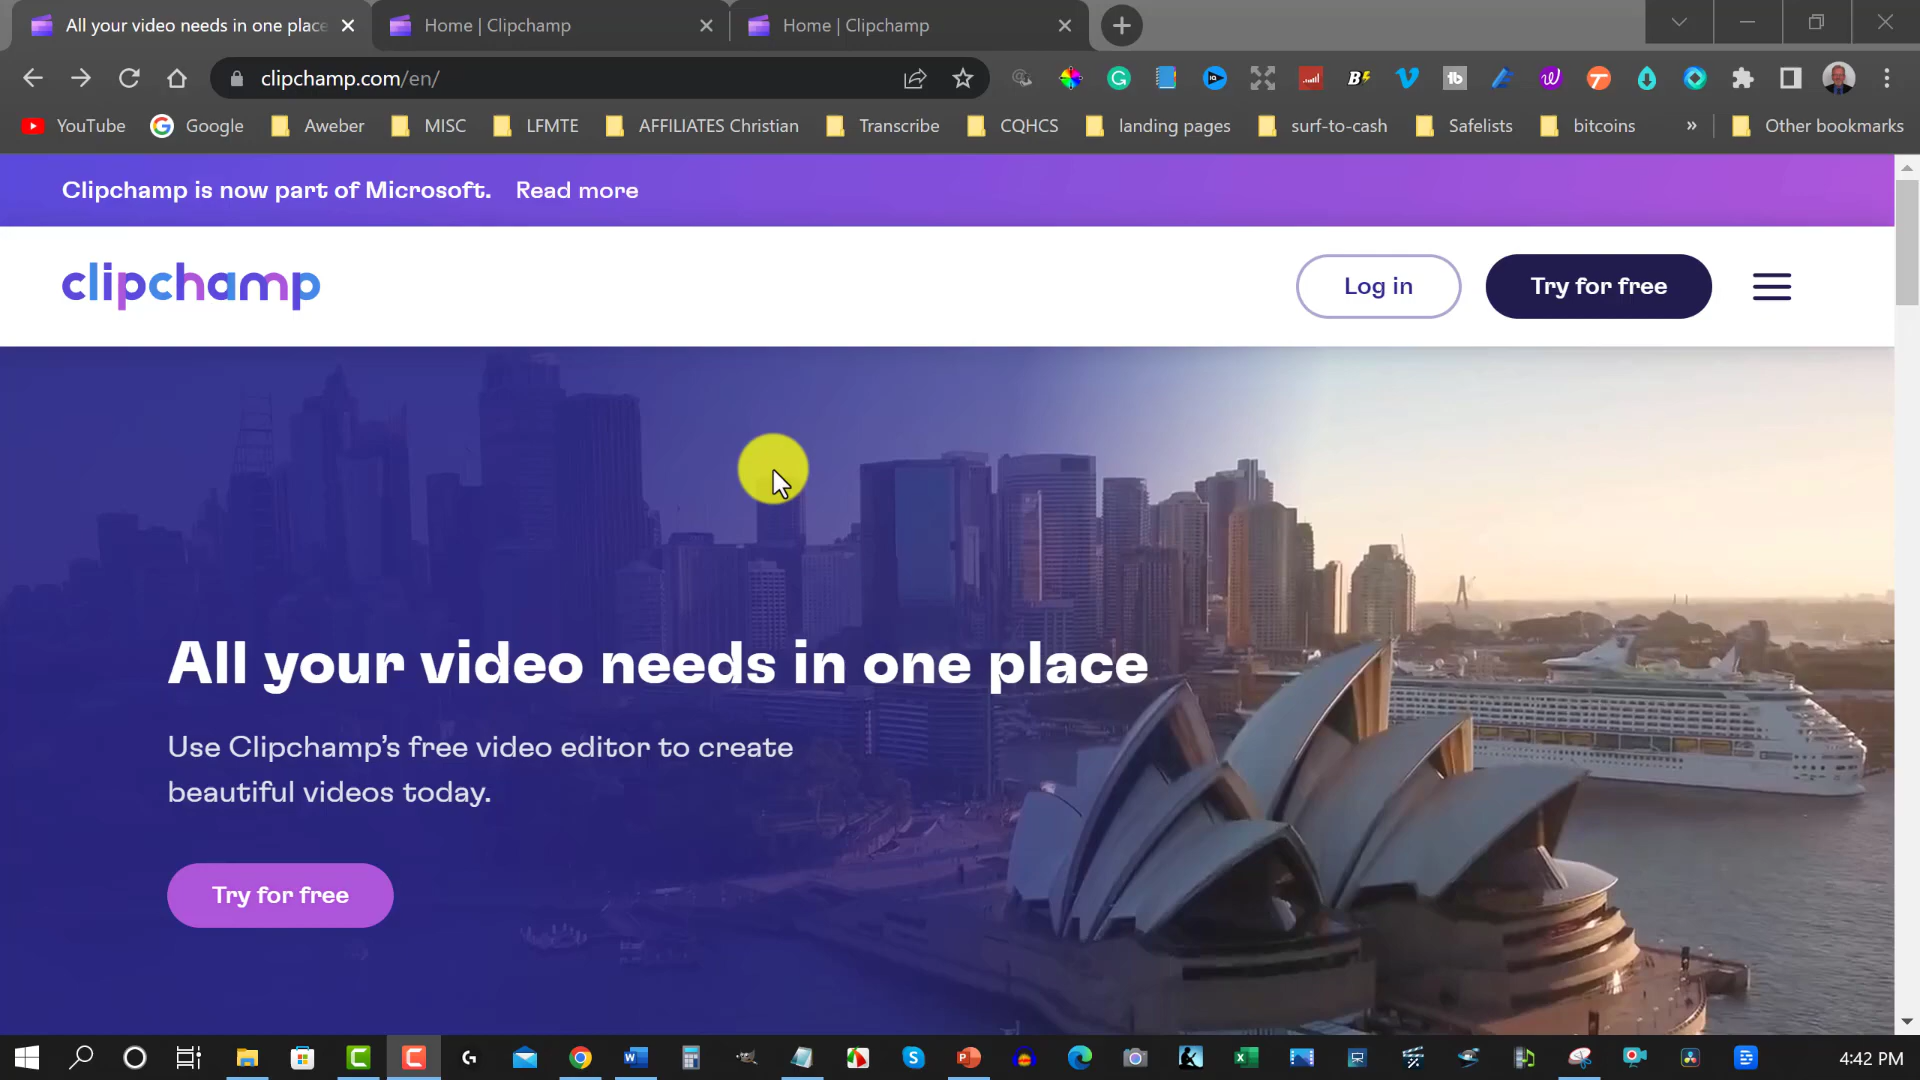 All your video needs in one place
Home | Clipchamp
Home | Clipchamp
clipchamp.com/en/
YouTube
Google
Aweber
MISC
LFMTE
AFFILIATES Christian
Transcribe
CQHCS
landing pages
surf-to-cash
Safelists
bitcoins
»
Other bookmarks
Clipchamp is now part of Microsoft. Read more
clipchamp
Log in
Try for free
All your video needs in one place
Use Clipchamp’s free video editor to create
beautiful videos today.
Try for free
4:42 PM